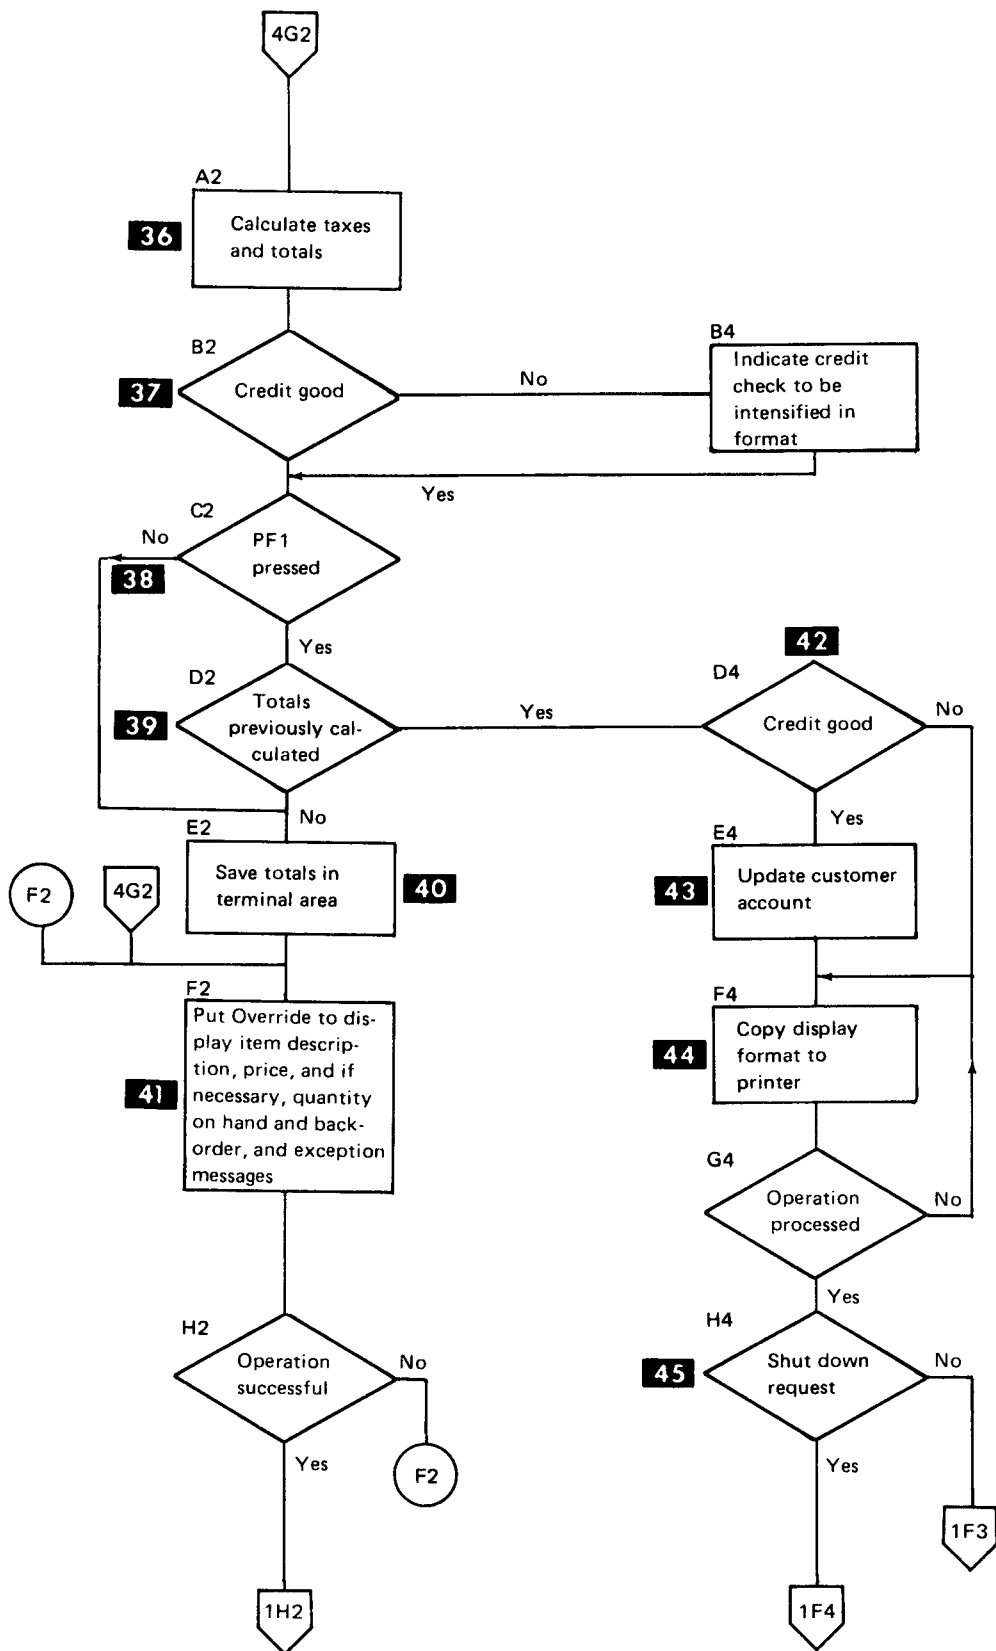 4G2
A2
36
Calculate taxes
and totals
B2
37
Credit good
No
B4
Indicate credit
check to be
intensified in
format
Yes
C2
No
PF1
pressed
38
Yes
D2
39
Totals
previously cal-
culated
Yes
42
D4
Credit good
No
No
Yes
E2
Save totals in
terminal area
40
E4
43
Update customer
account
F2
4G2
F2
Put Override to dis-
play item descrip-
tion, price, and if
necessary, quantity
on hand and back-
order, and exception
messages
41
F4
44
Copy display
format to
printer
G4
Operation
processed
No
Yes
H2
Operation
successful
No
Yes
F2
H4
45
Shut down
request
No
Yes
1F3
1H2
1F4